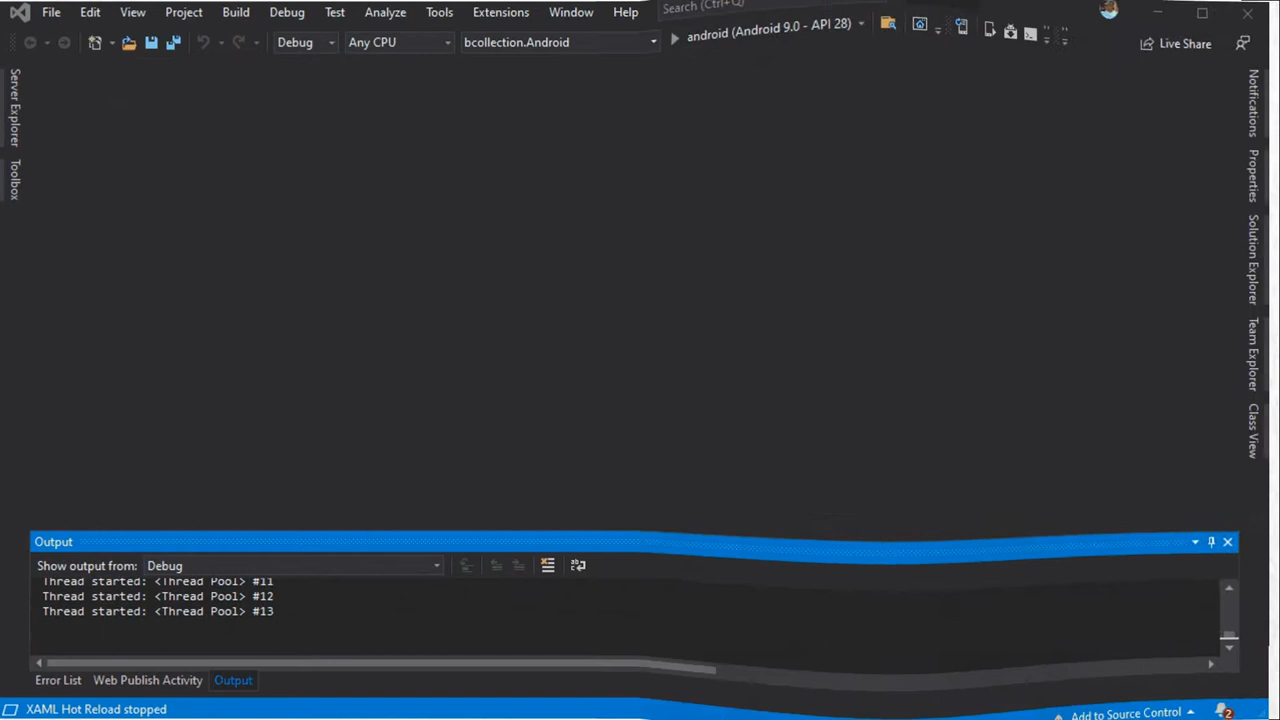 File Edit View Project Build Debug Test Analyze Tools Extensions Window Help Search (Ctrl+Q)
Debug Any CPU bcollection.Android android (Android 9.0 - API 28) Live Share
Server Explorer
Toolbox
Notifications
Properties
Solution Explorer
Team Explorer
Class View
Output
Show output from: Debug
Thread started: <Thread Pool> #11
Thread started: <Thread Pool> #12
Thread started: <Thread Pool> #13
Error List Web Publish Activity Output
XAML Hot Reload stopped Add to Source Control 2